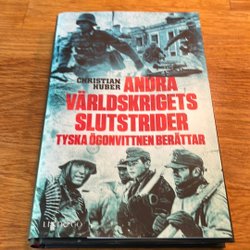 CHRISTIAN
HUBER
ANDRA
VÄRLDSKRIGETS
SLUTSTRIDER
TYSKA ÖGONVITTNEN BERÄTTAR